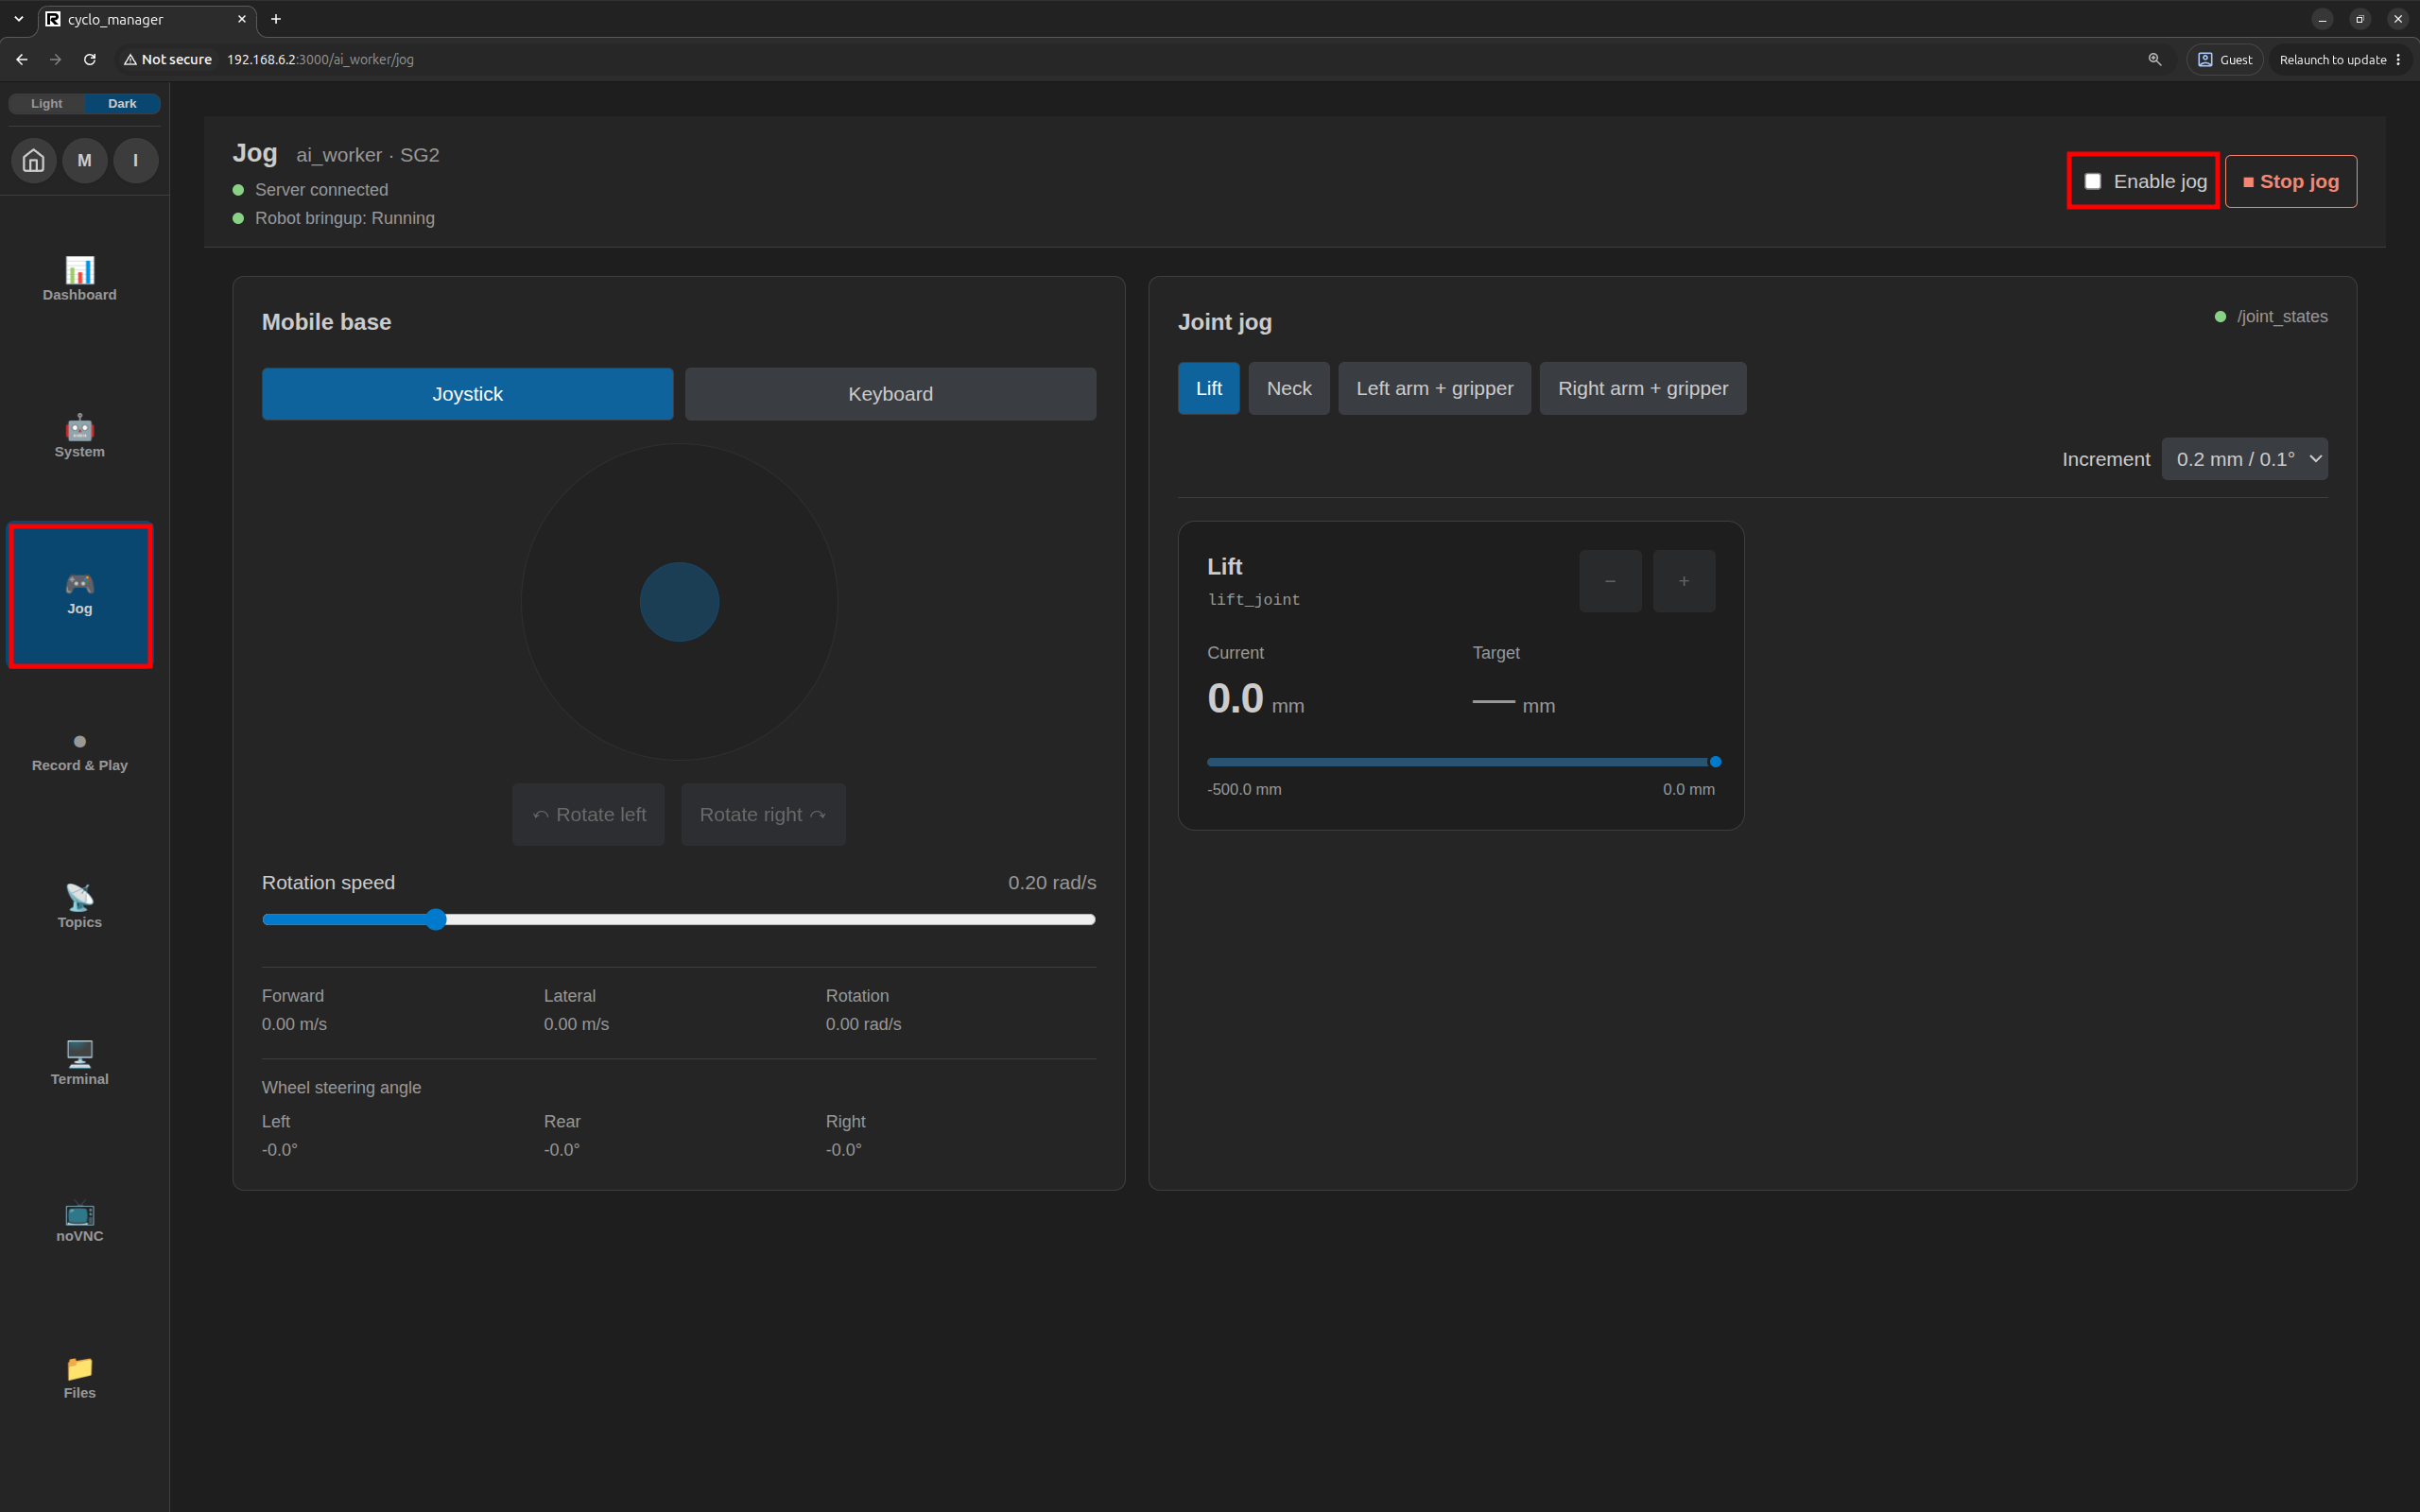 cyclo_manager
Not secure 192.168.6.2:3000/ai_worker/jog
Guest
Relaunch to update
Light Dark
M I
Dashboard
System
Jog
Record & Play
Topics
Terminal
noVNC
Files
Jog ai_worker · SG2
Server connected
Robot bringup: Running
Enable jog
■ Stop jog
Mobile base
Joystick Keyboard
↶ Rotate left Rotate right ↷
Rotation speed 0.20 rad/s
Forward Lateral Rotation
0.00 m/s 0.00 m/s 0.00 rad/s
Wheel steering angle
Left Rear Right
-0.0° -0.0° -0.0°
Joint jog /joint_states
Lift Neck Left arm + gripper Right arm + gripper
Increment 0.2 mm / 0.1°
Lift − +
lift_joint
Current Target
0.0 mm — mm
-500.0 mm 0.0 mm